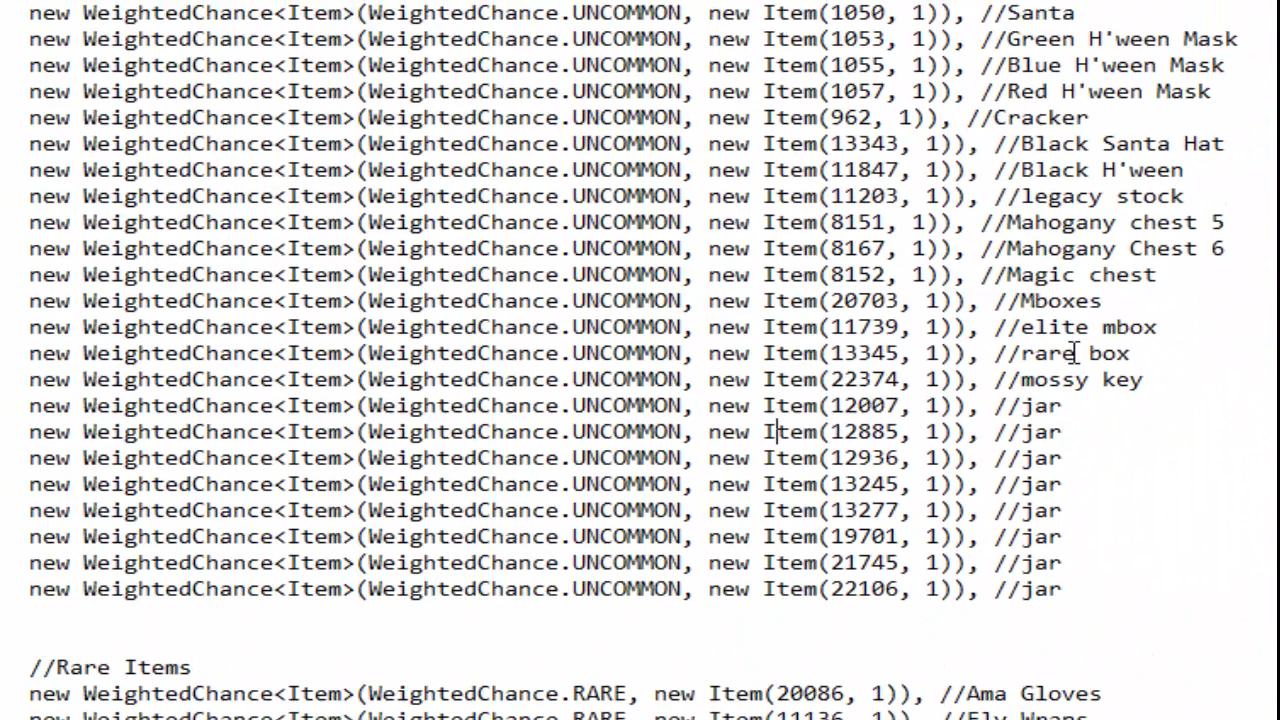 new WeightedChance<Item>(WeightedChance.UNCOMMON, new Item(1050, 1)), //Santa
new WeightedChance<Item>(WeightedChance.UNCOMMON, new Item(1053, 1)), //Green H'ween Mask
new WeightedChance<Item>(WeightedChance.UNCOMMON, new Item(1055, 1)), //Blue H'ween Mask
new WeightedChance<Item>(WeightedChance.UNCOMMON, new Item(1057, 1)), //Red H'ween Mask
new WeightedChance<Item>(WeightedChance.UNCOMMON, new Item(962, 1)), //Cracker
new WeightedChance<Item>(WeightedChance.UNCOMMON, new Item(13343, 1)), //Black Santa Hat
new WeightedChance<Item>(WeightedChance.UNCOMMON, new Item(11847, 1)), //Black H'ween
new WeightedChance<Item>(WeightedChance.UNCOMMON, new Item(11203, 1)), //legacy stock
new WeightedChance<Item>(WeightedChance.UNCOMMON, new Item(8151, 1)), //Mahogany chest 5
new WeightedChance<Item>(WeightedChance.UNCOMMON, new Item(8167, 1)), //Mahogany Chest 6
new WeightedChance<Item>(WeightedChance.UNCOMMON, new Item(8152, 1)), //Magic chest
new WeightedChance<Item>(WeightedChance.UNCOMMON, new Item(20703, 1)), //Mboxes
new WeightedChance<Item>(WeightedChance.UNCOMMON, new Item(11739, 1)), //elite mbox
new WeightedChance<Item>(WeightedChance.UNCOMMON, new Item(13345, 1)), //rare box
new WeightedChance<Item>(WeightedChance.UNCOMMON, new Item(22374, 1)), //mossy key
new WeightedChance<Item>(WeightedChance.UNCOMMON, new Item(12007, 1)), //jar
new WeightedChance<Item>(WeightedChance.UNCOMMON, new Item(12885, 1)), //jar
new WeightedChance<Item>(WeightedChance.UNCOMMON, new Item(12936, 1)), //jar
new WeightedChance<Item>(WeightedChance.UNCOMMON, new Item(13245, 1)), //jar
new WeightedChance<Item>(WeightedChance.UNCOMMON, new Item(13277, 1)), //jar
new WeightedChance<Item>(WeightedChance.UNCOMMON, new Item(19701, 1)), //jar
new WeightedChance<Item>(WeightedChance.UNCOMMON, new Item(21745, 1)), //jar
new WeightedChance<Item>(WeightedChance.UNCOMMON, new Item(22106, 1)), //jar
//Rare Items
new WeightedChance<Item>(WeightedChance.RARE, new Item(20086, 1)), //Ama Gloves
new WeightedChance<Item>(WeightedChance.RARE, new Item(11136, 1)), //Ely Wraps